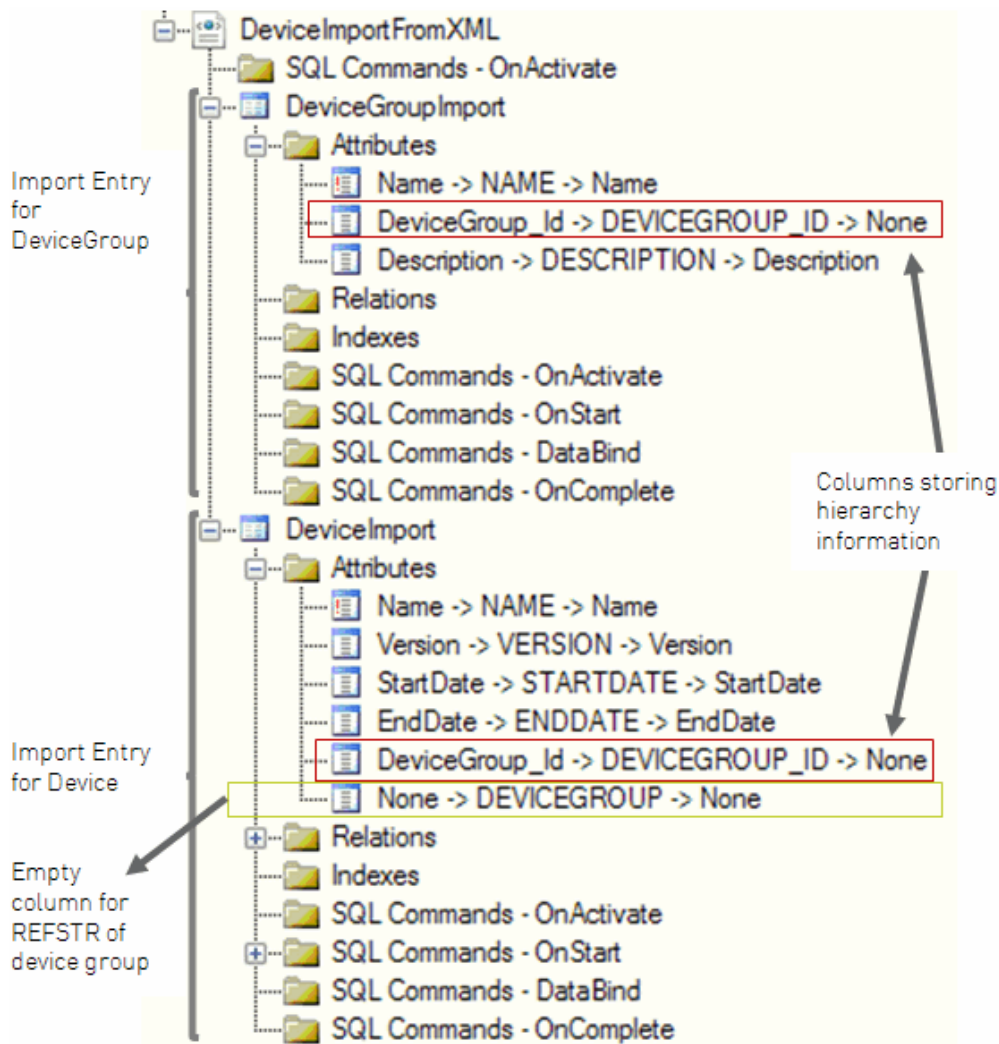 DeviceImportFromXML
SQL Commands - OnActivate
DeviceGroupImport
Attributes
Name -> NAME -> Name
DeviceGroup_Id -> DEVICEGROUP_ID -> None
Description -> DESCRIPTION -> Description
Relations
Indexes
SQL Commands - OnActivate
SQL Commands - OnStart
SQL Commands - DataBind
SQL Commands - OnComplete
DeviceImport
Attributes
Name -> NAME -> Name
Version -> VERSION -> Version
StartDate -> STARTDATE -> StartDate
EndDate -> ENDDATE -> EndDate
DeviceGroup_Id -> DEVICEGROUP_ID -> None
None -> DEVICEGROUP -> None
Relations
Indexes
SQL Commands - OnActivate
SQL Commands - OnStart
SQL Commands - DataBind
SQL Commands - OnComplete
Import Entry
for
DeviceGroup
Columns storing
hierarchy
information
Import Entry
for Device
Empty
column for
REFSTR of
device group